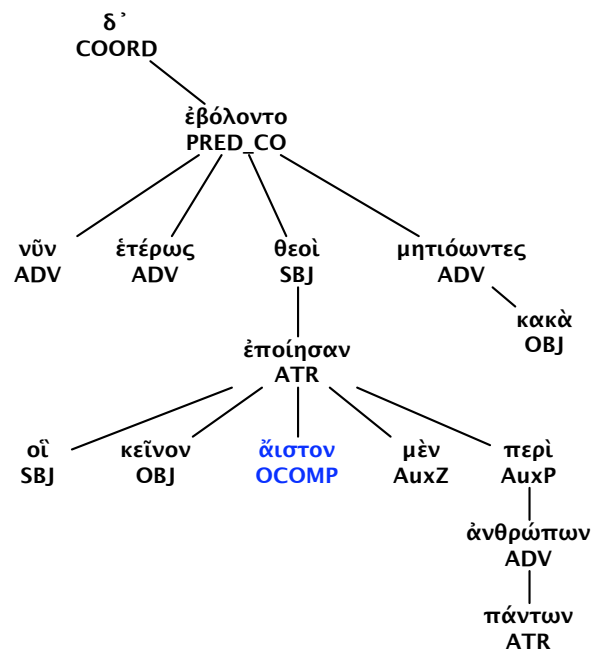 δ᾽
COORD
ἐβόλοντο
PRED_CO
νῦν
ADV
ἑτέρως
ADV
θεοὶ
SBJ
μητιόωντες
ADV
κακὰ
OBJ
ἐποίησαν
ATR
οἳ
SBJ
κεῖνον
OBJ
ἄιστον
OCOMP
μὲν
AuxZ
περὶ
AuxP
ἀνθρώπων
ADV
πάντων
ATR